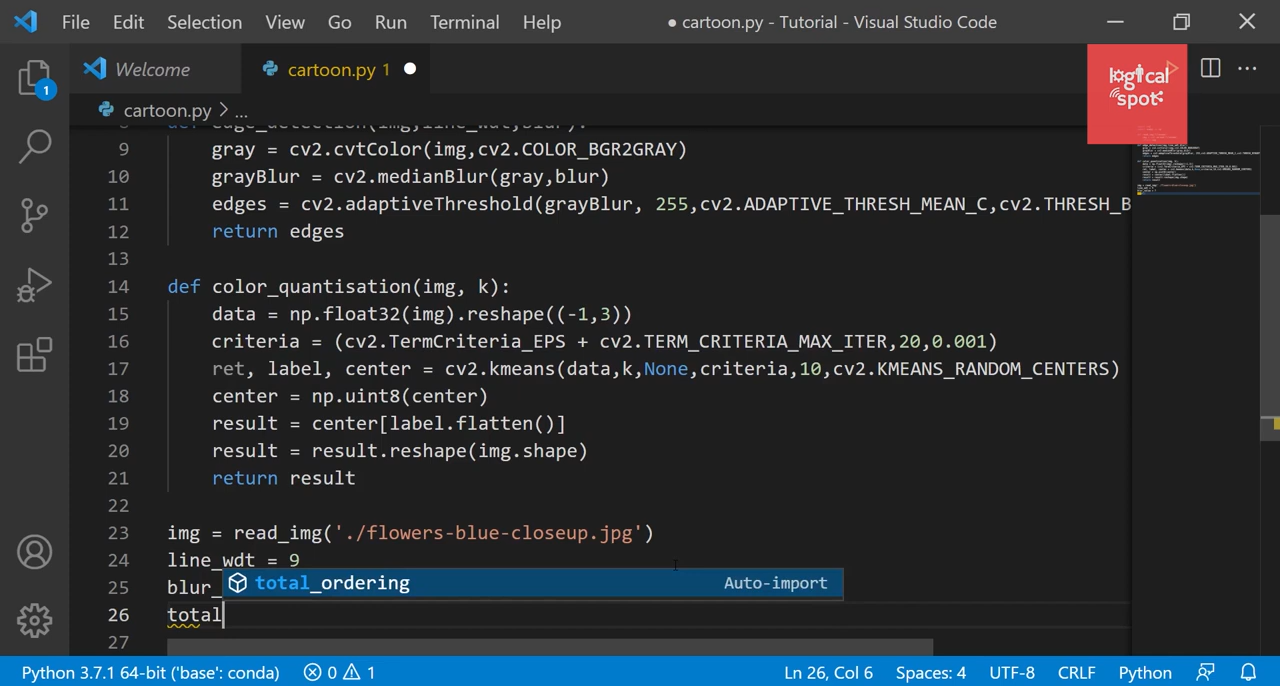 File Edit Selection View Go Run Terminal Help ● cartoon.py - Tutorial - Visual Studio Code
Welcome cartoon.py 1
logical spot
cartoon.py > ...
8 def edge_detection(img,line_wdt,blur):
9 gray = cv2.cvtColor(img,cv2.COLOR_BGR2GRAY)
10 grayBlur = cv2.medianBlur(gray,blur)
11 edges = cv2.adaptiveThreshold(grayBlur, 255,cv2.ADAPTIVE_THRESH_MEAN_C,cv2.THRESH_B
12 return edges
13
14 def color_quantisation(img, k):
15 data = np.float32(img).reshape((-1,3))
16 criteria = (cv2.TermCriteria_EPS + cv2.TERM_CRITERIA_MAX_ITER,20,0.001)
17 ret, label, center = cv2.kmeans(data,k,None,criteria,10,cv2.KMEANS_RANDOM_CENTERS)
18 center = np.uint8(center)
19 result = center[label.flatten()]
20 result = result.reshape(img.shape)
21 return result
22
23 img = read_img('./flowers-blue-closeup.jpg')
24 line_wdt = 9
25 blur_
total_ordering Auto-import
26 total
27
1
Python 3.7.1 64-bit ('base': conda) 0 1 Ln 26, Col 6 Spaces: 4 UTF-8 CRLF Python